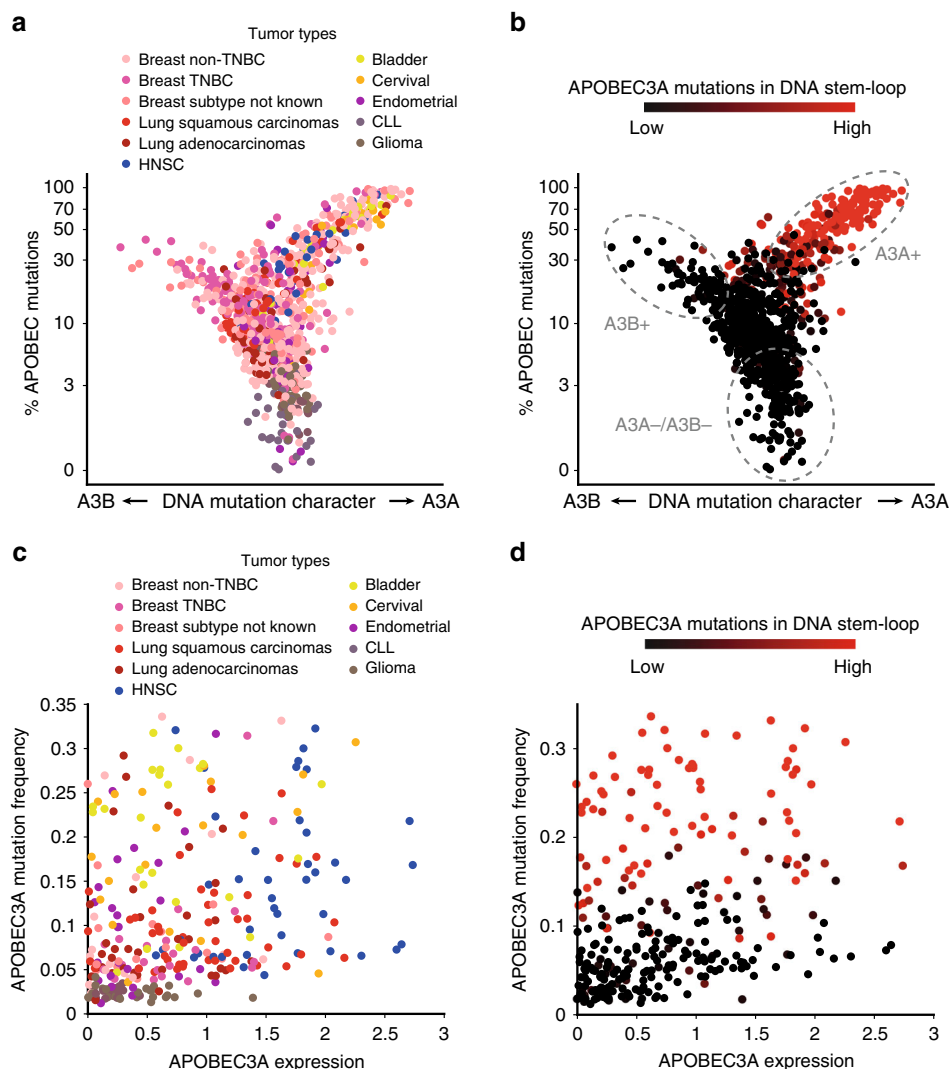 a
Tumor types
Breast non-TNBC
Breast TNBC
Breast subtype not known
Lung squamous carcinomas
Lung adenocarcinomas
HNSC
Bladder
Cervival
Endometrial
CLL
Glioma
% APOBEC mutations
100
70
50
30
10
3
0
A3B ← DNA mutation character → A3A
b
APOBEC3A mutations in DNA stem-loop
Low High
% APOBEC mutations
100
70
50
30
10
3
0
A3A+
A3B+
A3A–/A3B–
A3B ← DNA mutation character → A3A
c
Tumor types
Breast non-TNBC
Breast TNBC
Breast subtype not known
Lung squamous carcinomas
Lung adenocarcinomas
HNSC
Bladder
Cervival
Endometrial
CLL
Glioma
APOBEC3A mutation frequency
0.35
0.3
0.25
0.2
0.15
0.1
0.05
0
0 0.5 1 1.5 2 2.5 3
APOBEC3A expression
d
APOBEC3A mutations in DNA stem-loop
Low High
APOBEC3A mutation frequency
0.3
0.2
0.1
0
0 0.5 1 1.5 2 2.5 3
APOBEC3A expression